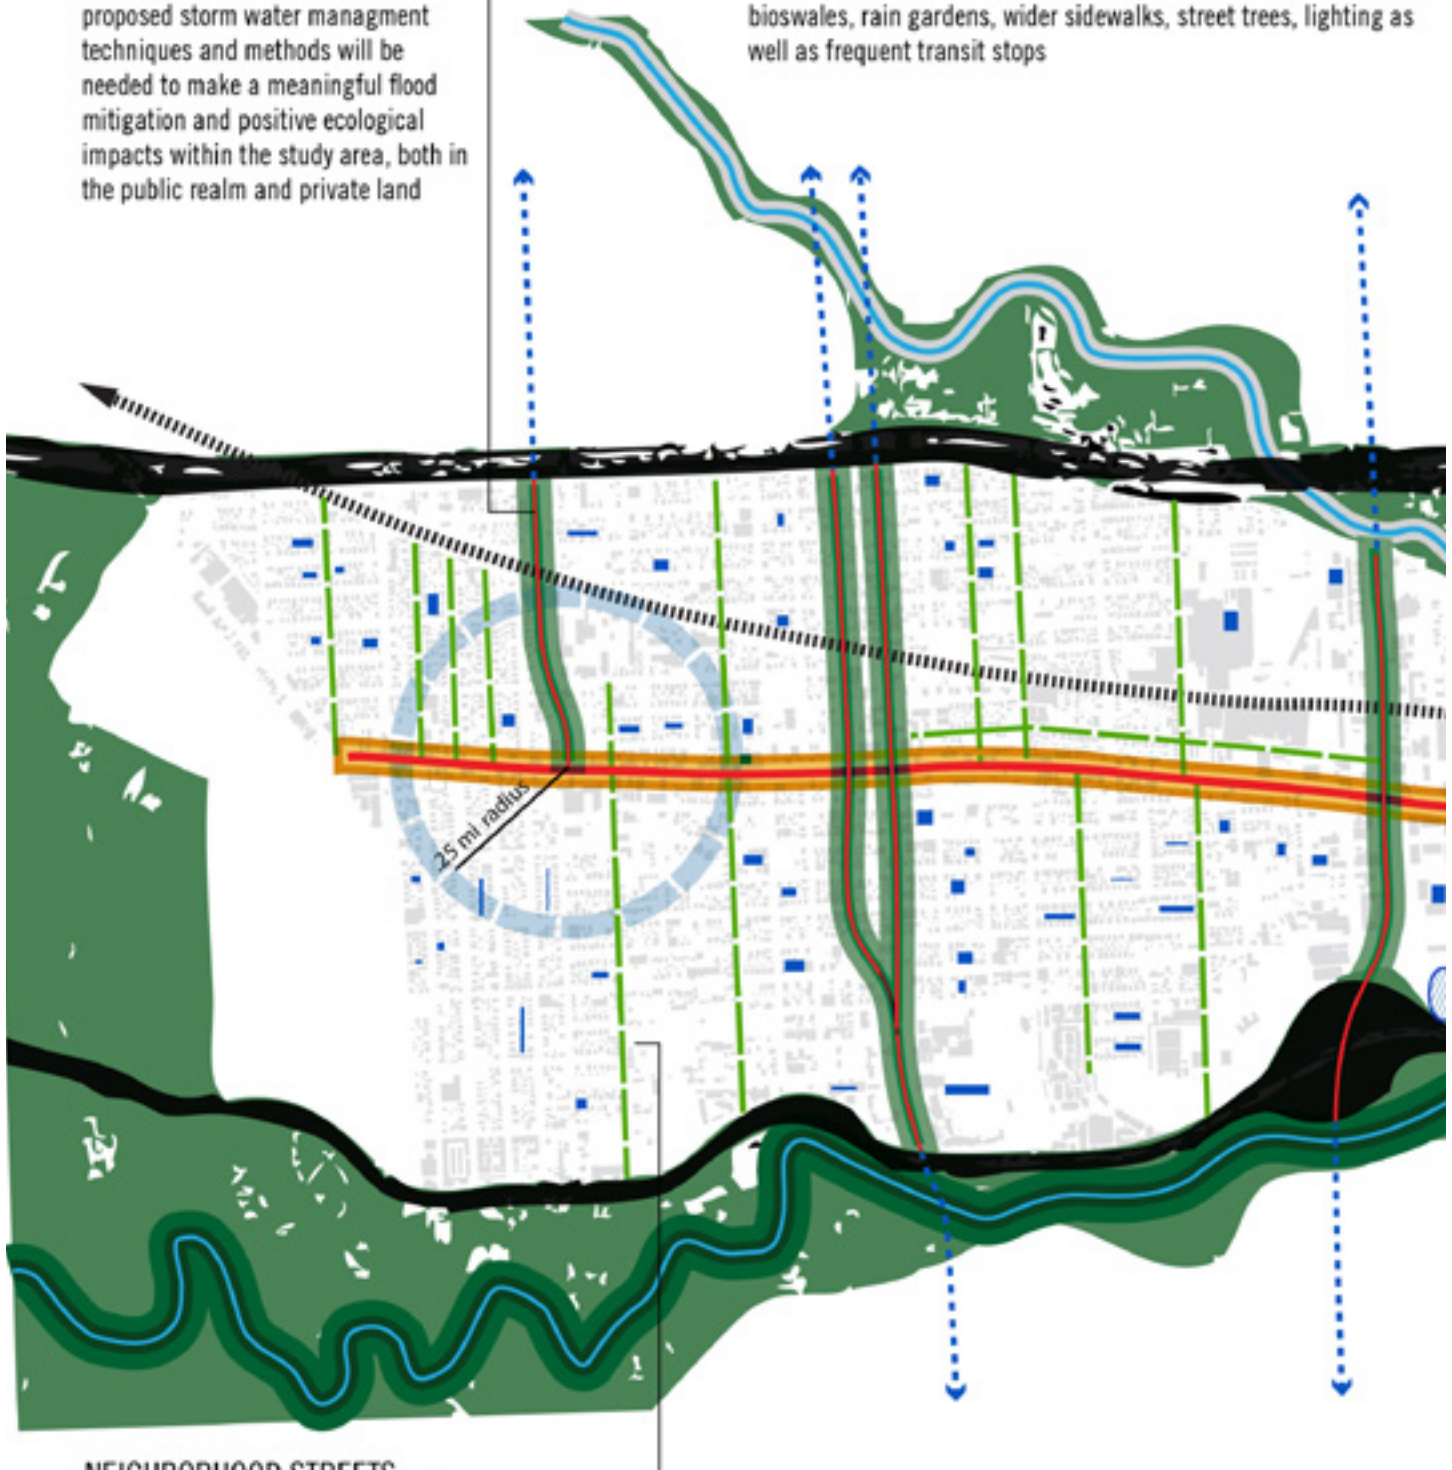 proposed storm water managment
techniques and methods will be
needed to make a meaningful flood
mitigation and positive ecological
impacts within the study area, both in
the public realm and private land
bioswales, rain gardens, wider sidewalks, street trees, lighting as
well as frequent transit stops
.25 mi radius
NEIGHBORHOOD STREETS